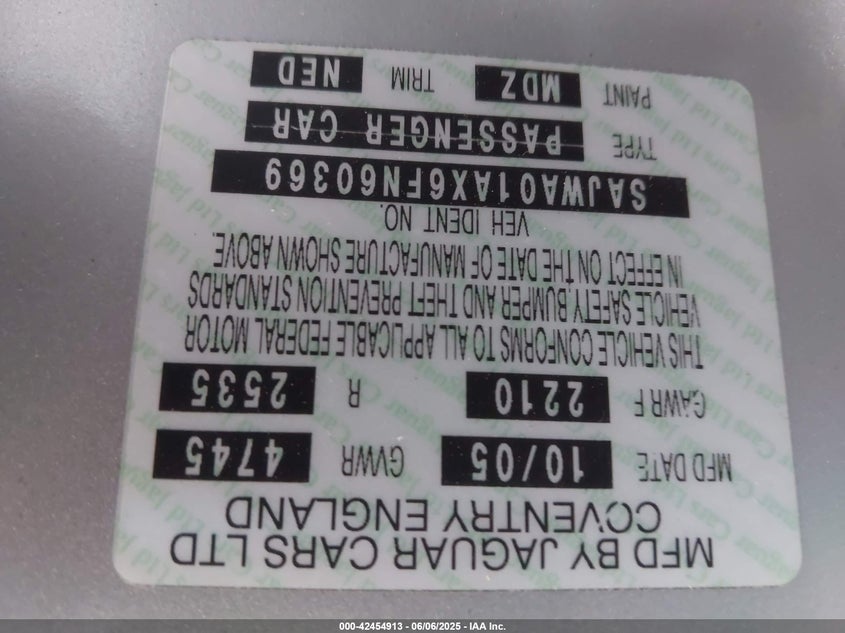 MFD BY JAGUAR CARS LTD
COVENTRY ENGLAND
MFD DATE 10/05 GVWR 4745
GAWR F 2210 R 2535
THIS VEHICLE CONFORMS TO ALL APPLICABLE FEDERAL MOTOR
VEHICLE SAFETY BUMPER AND THEFT PREVENTION STANDARDS
IN EFFECT ON THE DATE OF MANUFACTURE SHOWN ABOVE.
VEH IDENT NO.
SAJWA01AX6FN60369
TYPE PASSENGER CAR
PAINT MDZ TRIM NED
000-42454913 - 06/06/2025 - IAA Inc.